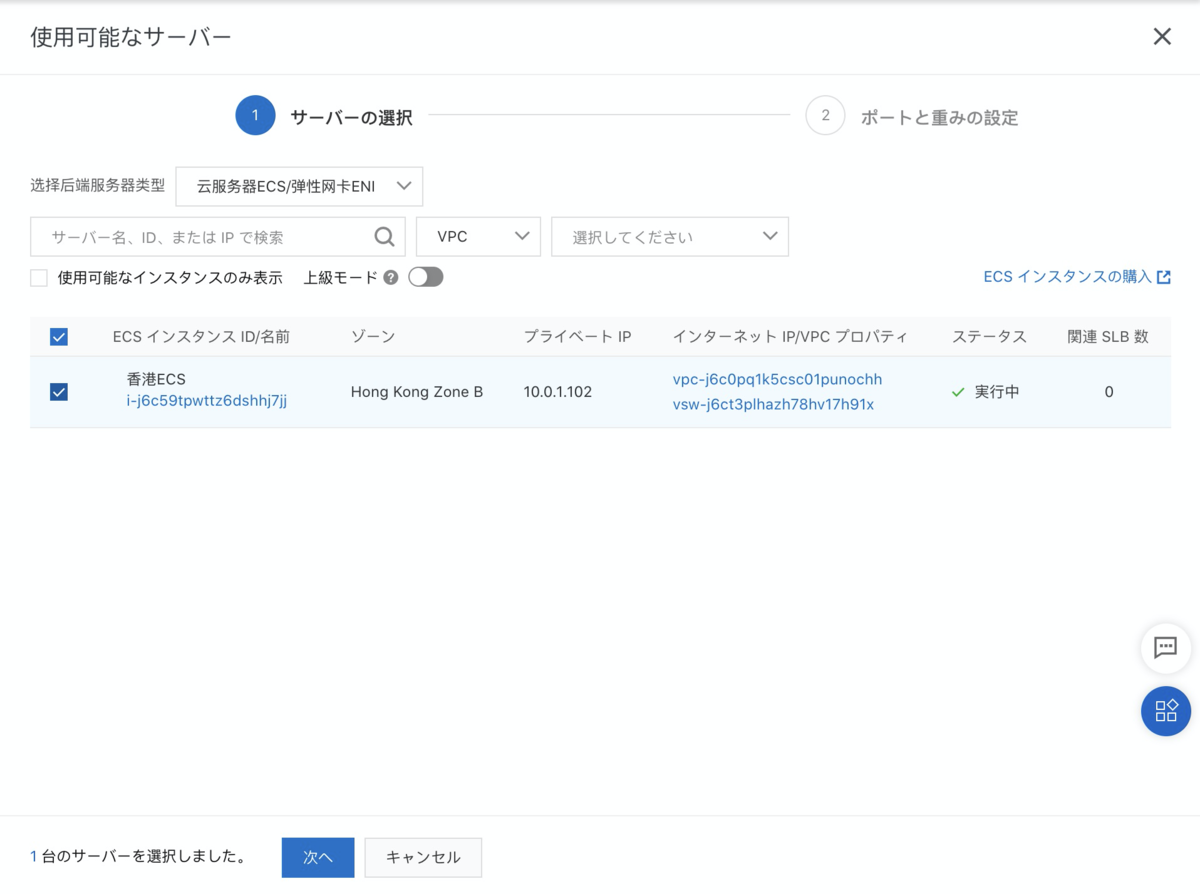 使用可能なサーバー
1 サーバーの選択 2 ポートと重みの設定
选择后端服务器类型 云服务器ECS/弹性网卡ENI
サーバー名、ID、または IP で検索 VPC 選択してください
使用可能なインスタンスのみ表示 上級モード ? ECS インスタンスの購入
ECS インスタンス ID/名前 ゾーン プライベート IP インターネット IP/VPC プロパティ ステータス 関連 SLB 数
香港ECS
i-j6c59tpwttz6dshhj7jj
Hong Kong Zone B 10.0.1.102
vpc-j6c0pq1k5csc01punochh
vsw-j6ct3plhazh78hv17h91x
実行中 0
1 台のサーバーを選択しました。 次へ キャンセル